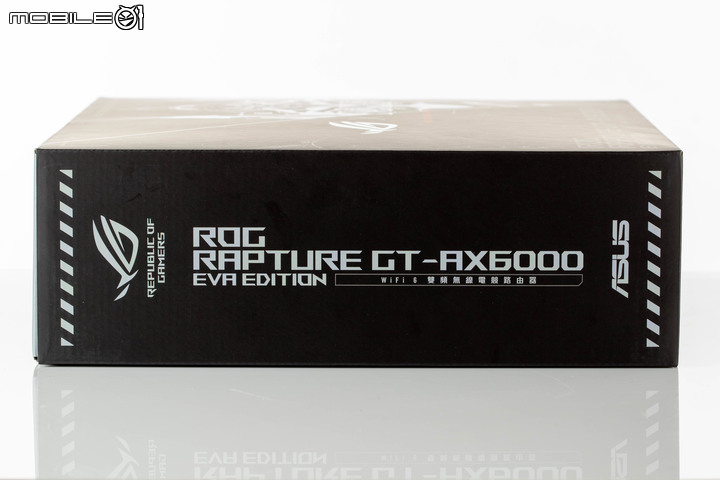 MOBILE01
REPUBLIC OF
GAMERS
ROG
RAPTURE GT-AX6000
EVA EDITION
WiFi 6 雙頻無線電競路由器
ASUS